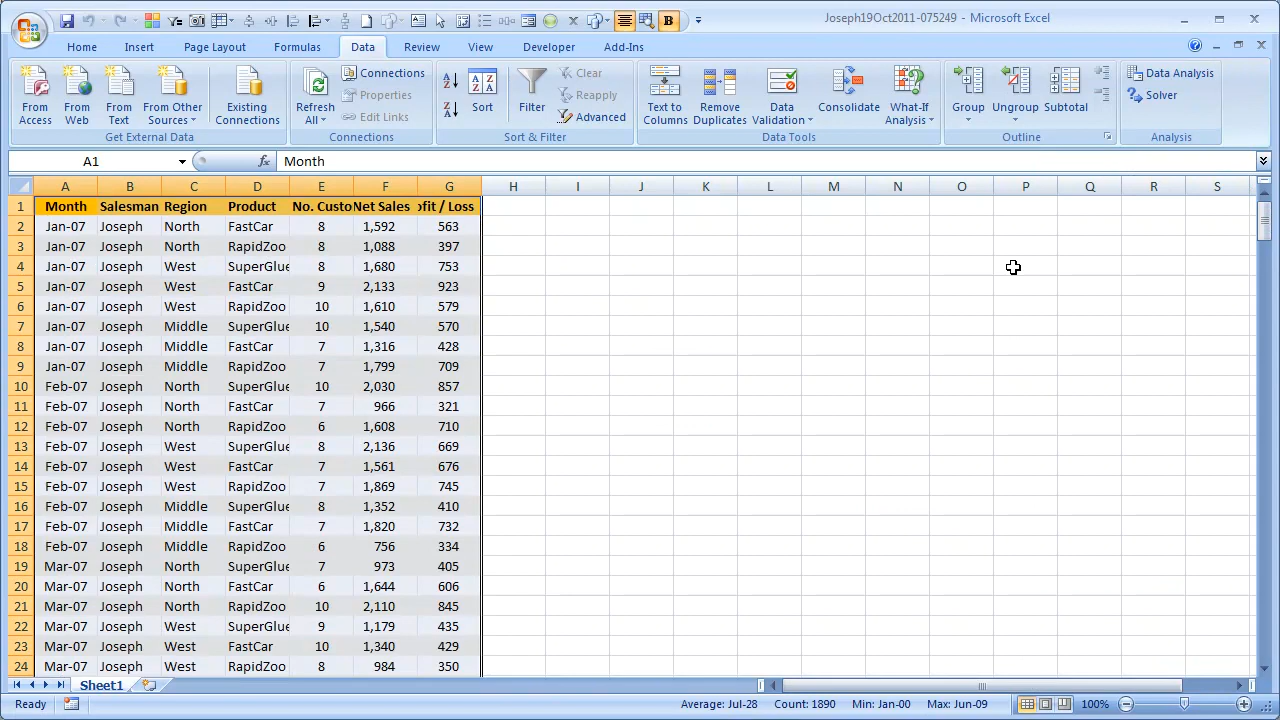 Joseph19Oct2011-075249 - Microsoft Excel
Home Insert Page Layout Formulas Data Review View Developer Add-Ins
From Access From Web From Text From Other Sources Existing Connections Refresh All Connections Properties Edit Links Sort Filter Clear Reapply Advanced Text to Columns Remove Duplicates Data Validation Consolidate What-If Analysis Group Ungroup Subtotal Data Analysis Solver
Get External Data Connections Sort & Filter Data Tools Outline Analysis
A1 fx Month
A B C D E F G H I J K L M N O P Q R S
1 Month Salesman Region Product No. Custo Net Sales ofit / Loss
2 Jan-07 Joseph North FastCar 8 1,592 563
3 Jan-07 Joseph North RapidZoo 8 1,088 397
4 Jan-07 Joseph West SuperGlue 8 1,680 753
5 Jan-07 Joseph West FastCar 9 2,133 923
6 Jan-07 Joseph West RapidZoo 10 1,610 579
7 Jan-07 Joseph Middle SuperGlue 10 1,540 570
8 Jan-07 Joseph Middle FastCar 7 1,316 428
9 Jan-07 Joseph Middle RapidZoo 7 1,799 709
10 Feb-07 Joseph North SuperGlue 10 2,030 857
11 Feb-07 Joseph North FastCar 7 966 321
12 Feb-07 Joseph North RapidZoo 6 1,608 710
13 Feb-07 Joseph West SuperGlue 8 2,136 669
14 Feb-07 Joseph West FastCar 7 1,561 676
15 Feb-07 Joseph West RapidZoo 7 1,869 745
16 Feb-07 Joseph Middle SuperGlue 8 1,352 410
17 Feb-07 Joseph Middle FastCar 7 1,820 732
18 Feb-07 Joseph Middle RapidZoo 6 756 334
19 Mar-07 Joseph North SuperGlue 7 973 405
20 Mar-07 Joseph North FastCar 6 1,644 606
21 Mar-07 Joseph North RapidZoo 10 2,110 845
22 Mar-07 Joseph West SuperGlue 9 1,179 435
23 Mar-07 Joseph West FastCar 10 1,340 429
24 Mar-07 Joseph West RapidZoo 8 984 350
Sheet1
Ready Average: Jul-28 Count: 1890 Min: Jan-00 Max: Jun-09 100%